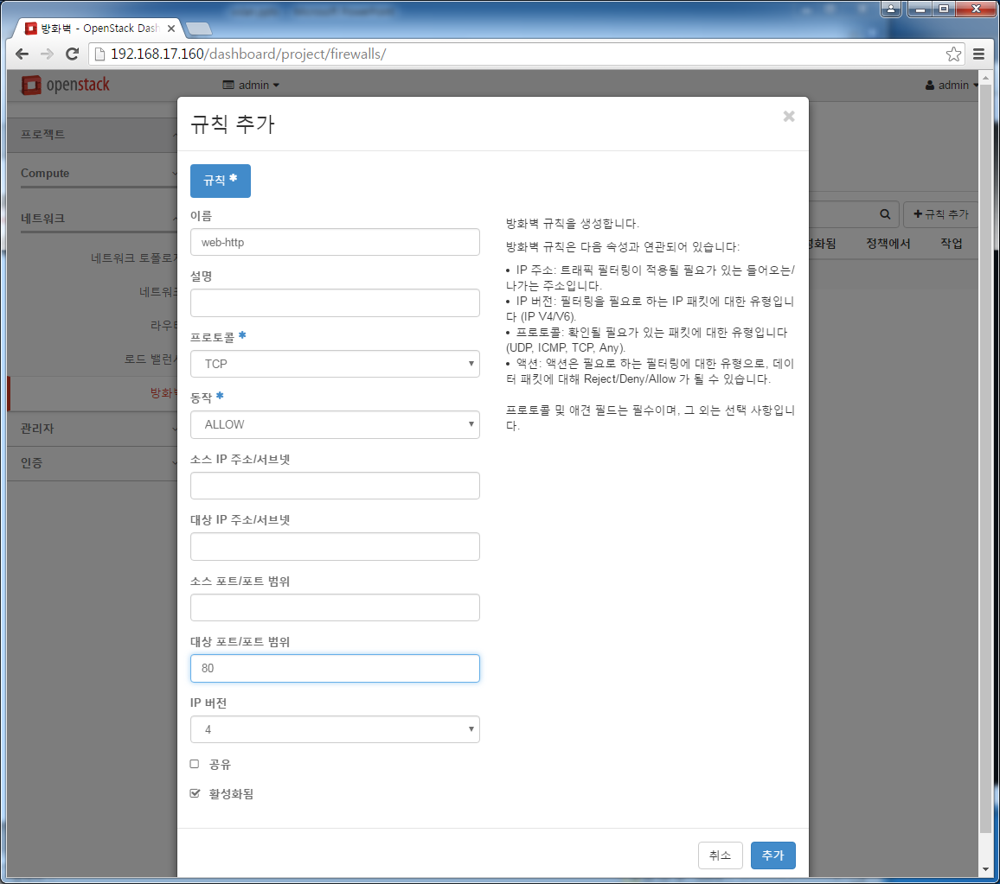 방화벽 - OpenStack Dash
192.168.17.160/dashboard/project/firewalls/
openstack
admin
admin
프로젝트
Compute
네트워크
네트워크 토폴로지
네트워크
라우터
로드 밸런서
방화벽
관리자
인증
규칙 추가
정책에서
작업
규칙 추가
×
규칙 *
이름
web-http
설명
프로토콜 *
TCP
동작 *
ALLOW
소스 IP 주소/서브넷
대상 IP 주소/서브넷
소스 포트/포트 범위
대상 포트/포트 범위
80
IP 버전
4
공유
활성화됨
방화벽 규칙을 생성합니다.
방화벽 규칙은 다음 속성과 연관되어 있습니다:
• IP 주소: 트래픽 필터링이 적용될 필요가 있는 들어오는/
나가는 주소입니다.
• IP 버전: 필터링을 필요로 하는 IP 패킷에 대한 유형입니
다 (IP V4/V6).
• 프로토콜: 확인될 필요가 있는 패킷에 대한 유형입니다
(UDP, ICMP, TCP, Any).
• 액션: 액션은 필요로 하는 필터링에 대한 유형으로, 데이
터 패킷에 대해 Reject/Deny/Allow 가 될 수 있습니다.
프로토콜 및 애견 필드는 필수이며, 그 외는 선택 사항입니
다.
취소
추가